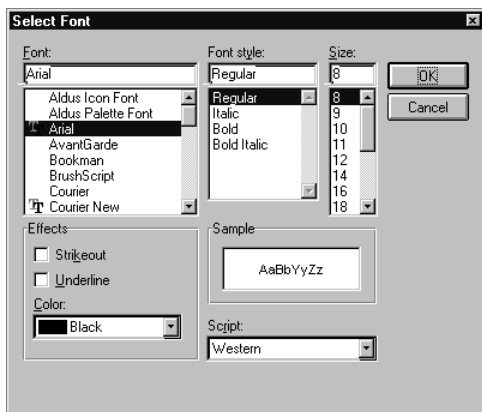 Select Font
Font:
Arial
Aldus Icon Font
Aldus Palette Font
Arial
AvantGarde
Bookman
BrushScript
Courier
Courier New
Font style:
Regular
Regular
Italic
Bold
Bold Italic
Size:
8
8
9
10
11
12
14
16
18
OK
Cancel
Effects
Strikeout
Underline
Color:
Black
Sample
AaBbYyZz
Script:
Western